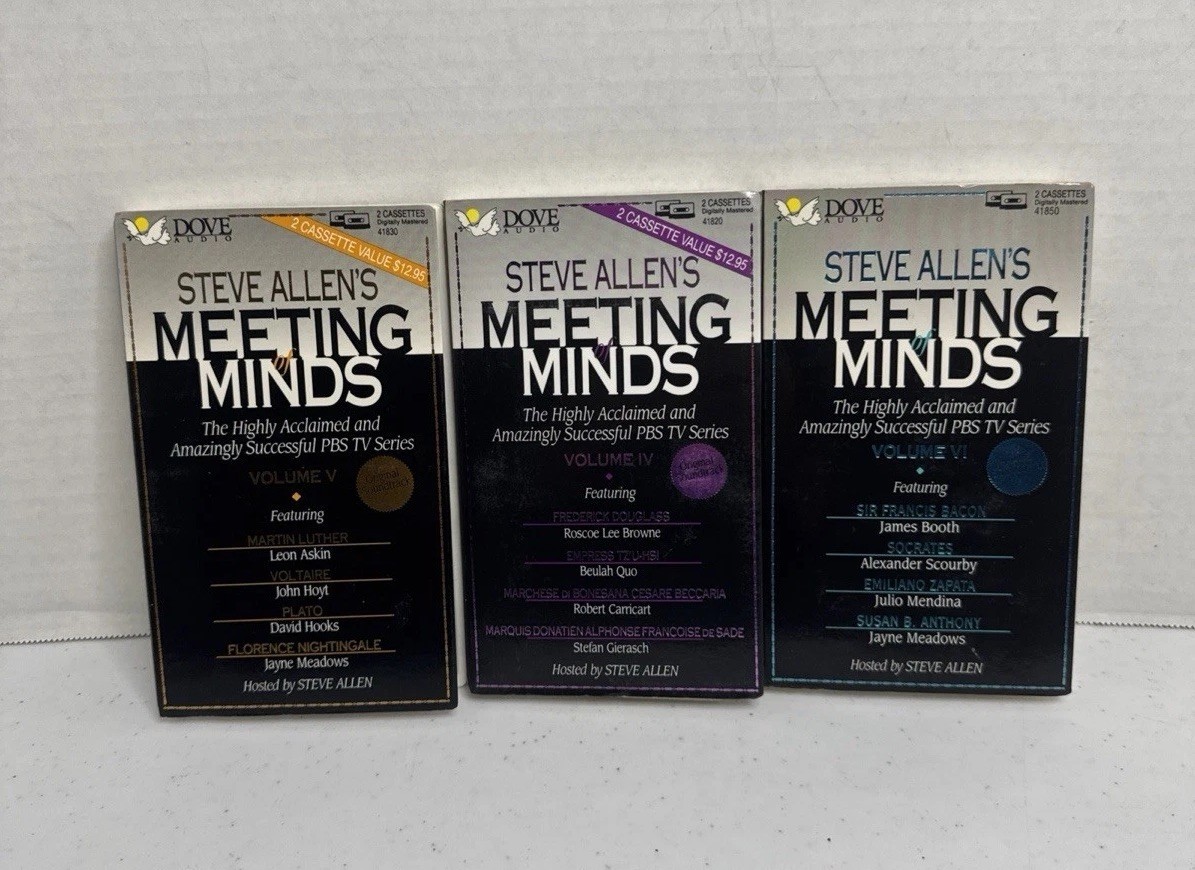 DOVE
AUDIO
2 CASSETTES
Digitally Mastered
41830
2 CASSETTE VALUE $12.95
STEVE ALLEN'S
MEETING
of
MINDS
The Highly Acclaimed and
Amazingly Successful PBS TV Series
VOLUME V
Original
Soundtrack
Featuring
MARTIN LUTHER
Leon Askin
VOLTAIRE
John Hoyt
PLATO
David Hooks
FLORENCE NIGHTINGALE
Jayne Meadows
Hosted by STEVE ALLEN
DOVE
AUDIO
2 CASSETTES
Digitally Mastered
41820
2 CASSETTE VALUE $12.95
STEVE ALLEN'S
MEETING
of
MINDS
The Highly Acclaimed and
Amazingly Successful PBS TV Series
VOLUME IV
Original
Soundtrack
Featuring
FREDERICK DOUGLASS
Roscoe Lee Browne
EMPRESS TZ'U-HSI
Beulah Quo
MARCHESE di BONESANA CESARE BECCARIA
Robert Carricart
MARQUIS DONATIEN ALPHONSE FRANCOISE DE SADE
Stefan Gierasch
Hosted by STEVE ALLEN
DOVE
AUDIO
2 CASSETTES
Digitally Mastered
41850
STEVE ALLEN'S
MEETING
of
MINDS
The Highly Acclaimed and
Amazingly Successful PBS TV Series
VOLUME VI
Featuring
SIR FRANCIS BACON
James Booth
SOCRATES
Alexander Scourby
EMILIANO ZAPATA
Julio Mendina
SUSAN B. ANTHONY
Jayne Meadows
Hosted by STEVE ALLEN